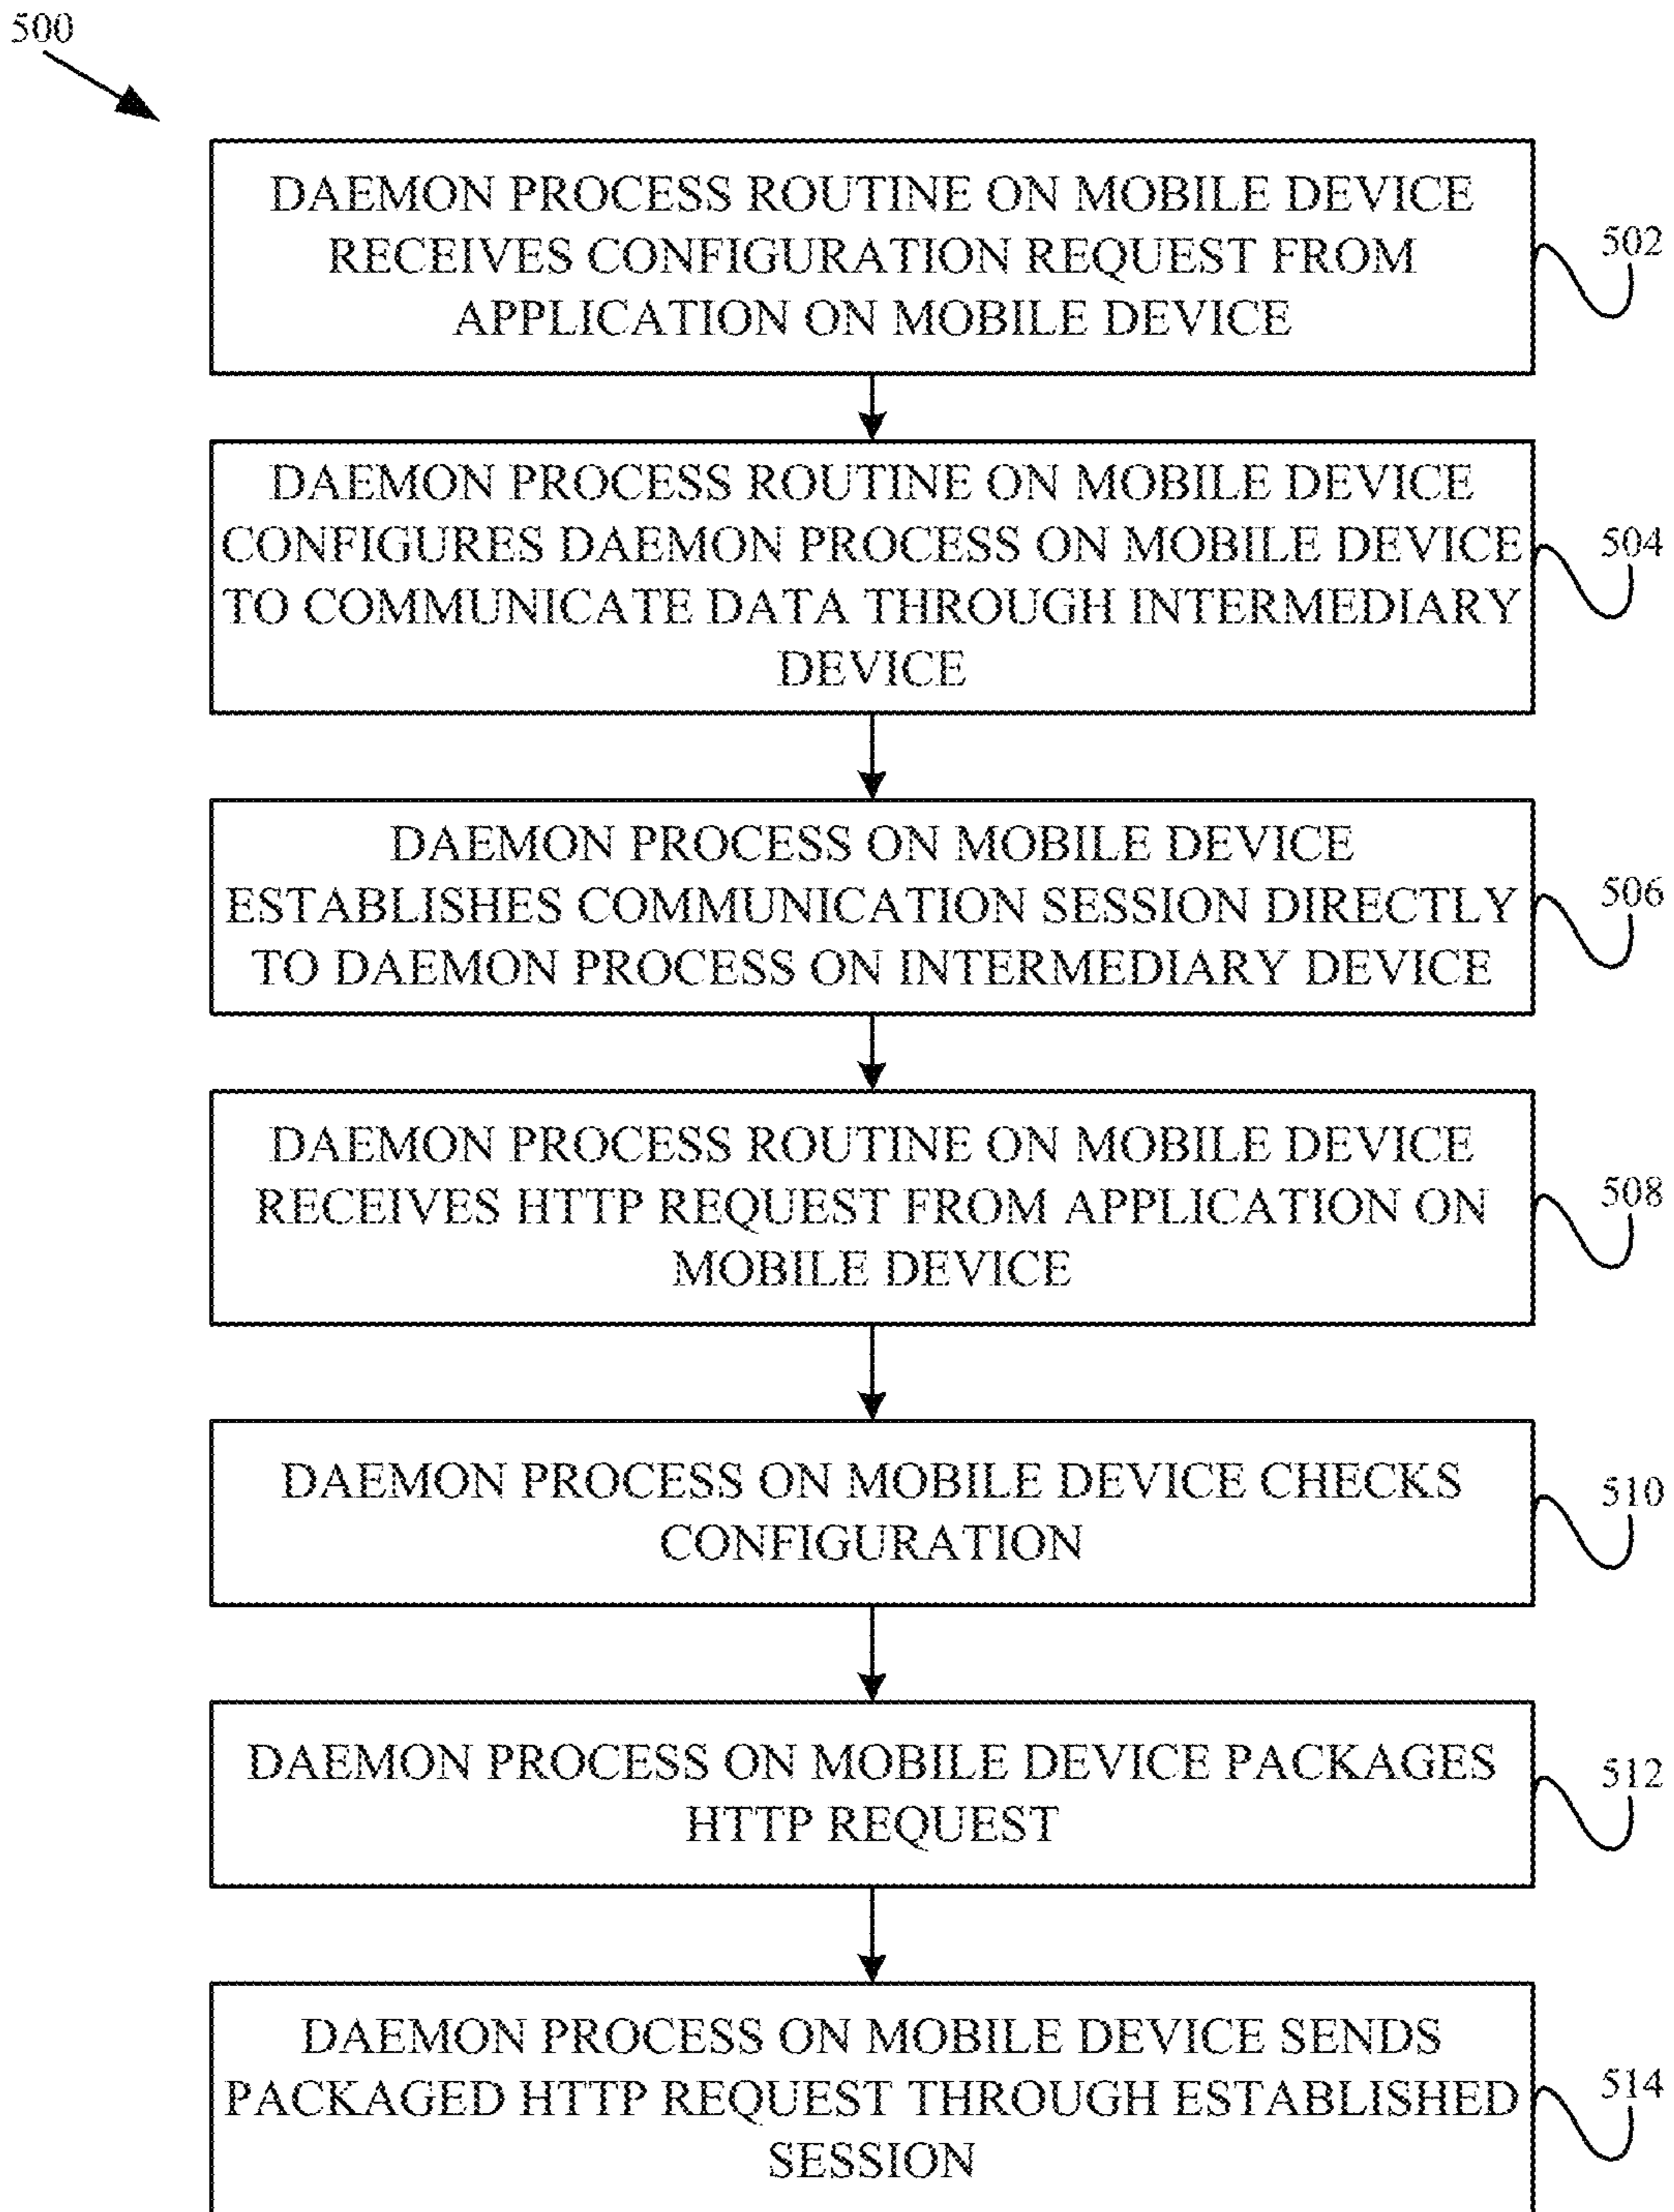 500
DAEMON PROCESS ROUTINE ON MOBILE DEVICE
RECEIVES CONFIGURATION REQUEST FROM
APPLICATION ON MOBILE DEVICE
502
DAEMON PROCESS ROUTINE ON MOBILE DEVICE
CONFIGURES DAEMON PROCESS ON MOBILE DEVICE
TO COMMUNICATE DATA THROUGH INTERMEDIARY
DEVICE
504
DAEMON PROCESS ON MOBILE DEVICE
ESTABLISHES COMMUNICATION SESSION DIRECTLY
TO DAEMON PROCESS ON INTERMEDIARY DEVICE
506
DAEMON PROCESS ROUTINE ON MOBILE DEVICE
RECEIVES HTTP REQUEST FROM APPLICATION ON
MOBILE DEVICE
508
DAEMON PROCESS ON MOBILE DEVICE CHECKS
CONFIGURATION
510
DAEMON PROCESS ON MOBILE DEVICE PACKAGES
HTTP REQUEST
512
DAEMON PROCESS ON MOBILE DEVICE SENDS
PACKAGED HTTP REQUEST THROUGH ESTABLISHED
SESSION
514